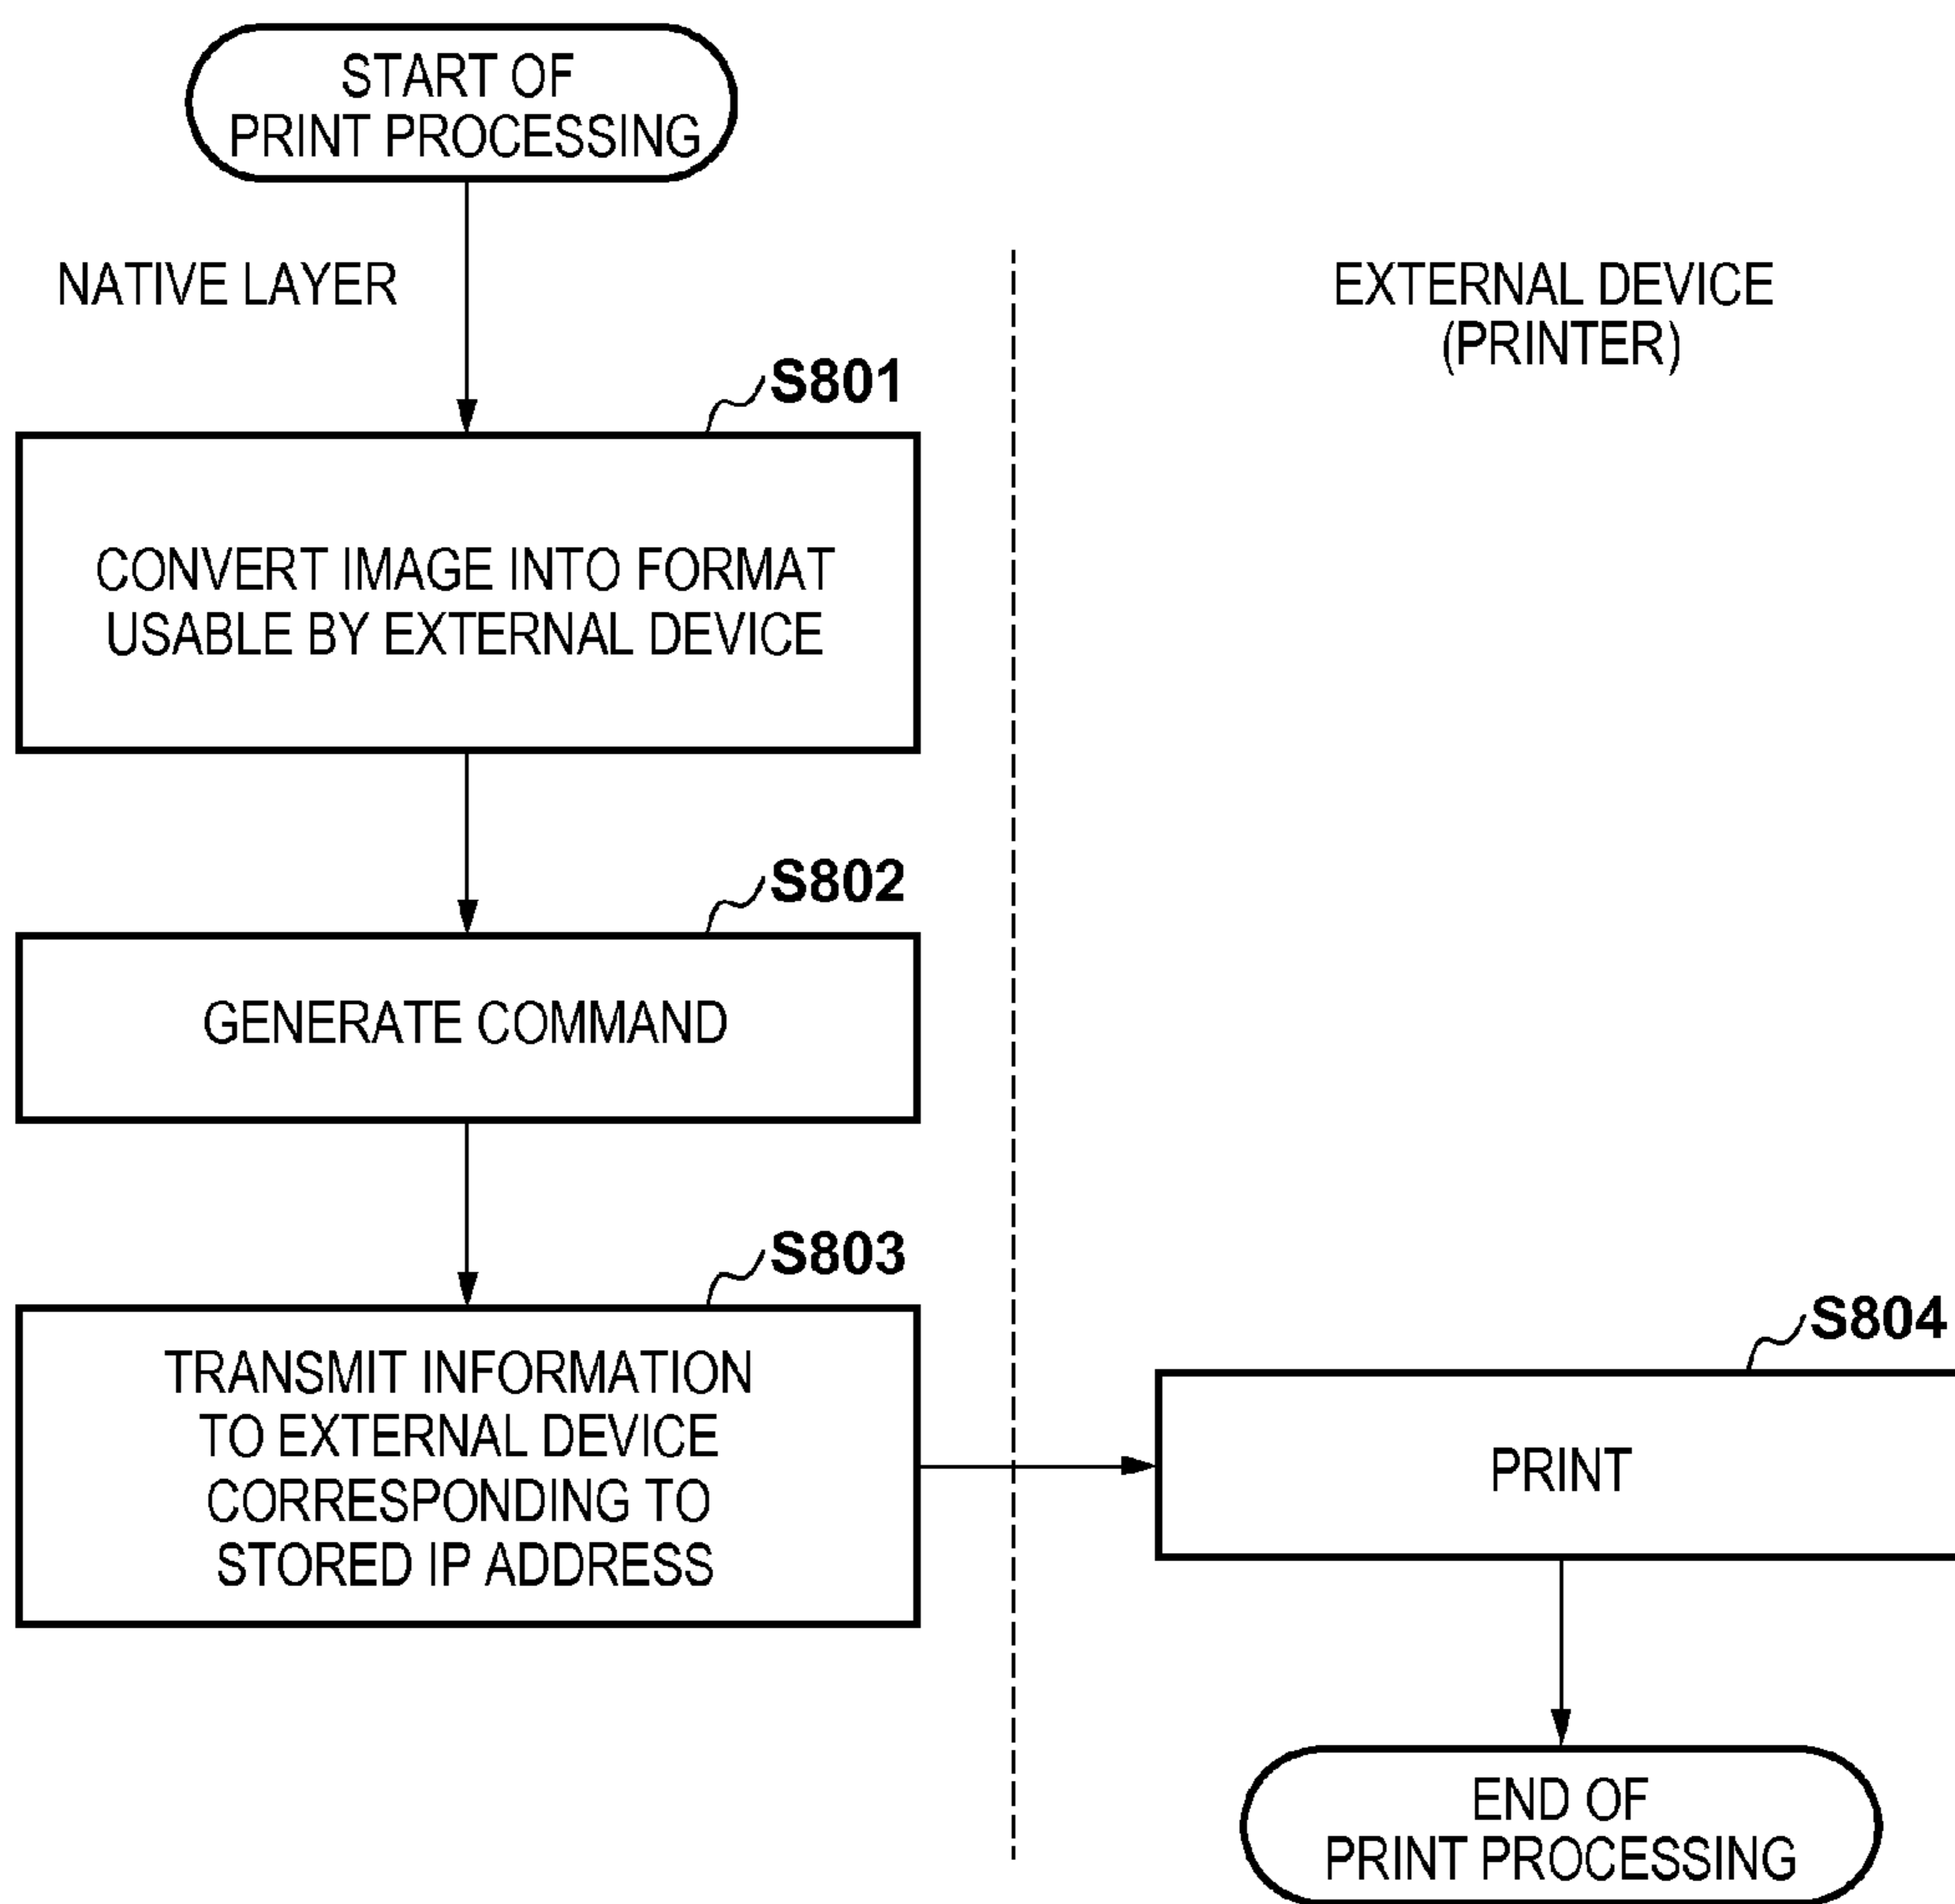 START OF
PRINT PROCESSING
NATIVE LAYER
EXTERNAL DEVICE
(PRINTER)
S801
CONVERT IMAGE INTO FORMAT
USABLE BY EXTERNAL DEVICE
S802
GENERATE COMMAND
S803
TRANSMIT INFORMATION
TO EXTERNAL DEVICE
CORRESPONDING TO
STORED IP ADDRESS
S804
PRINT
END OF
PRINT PROCESSING